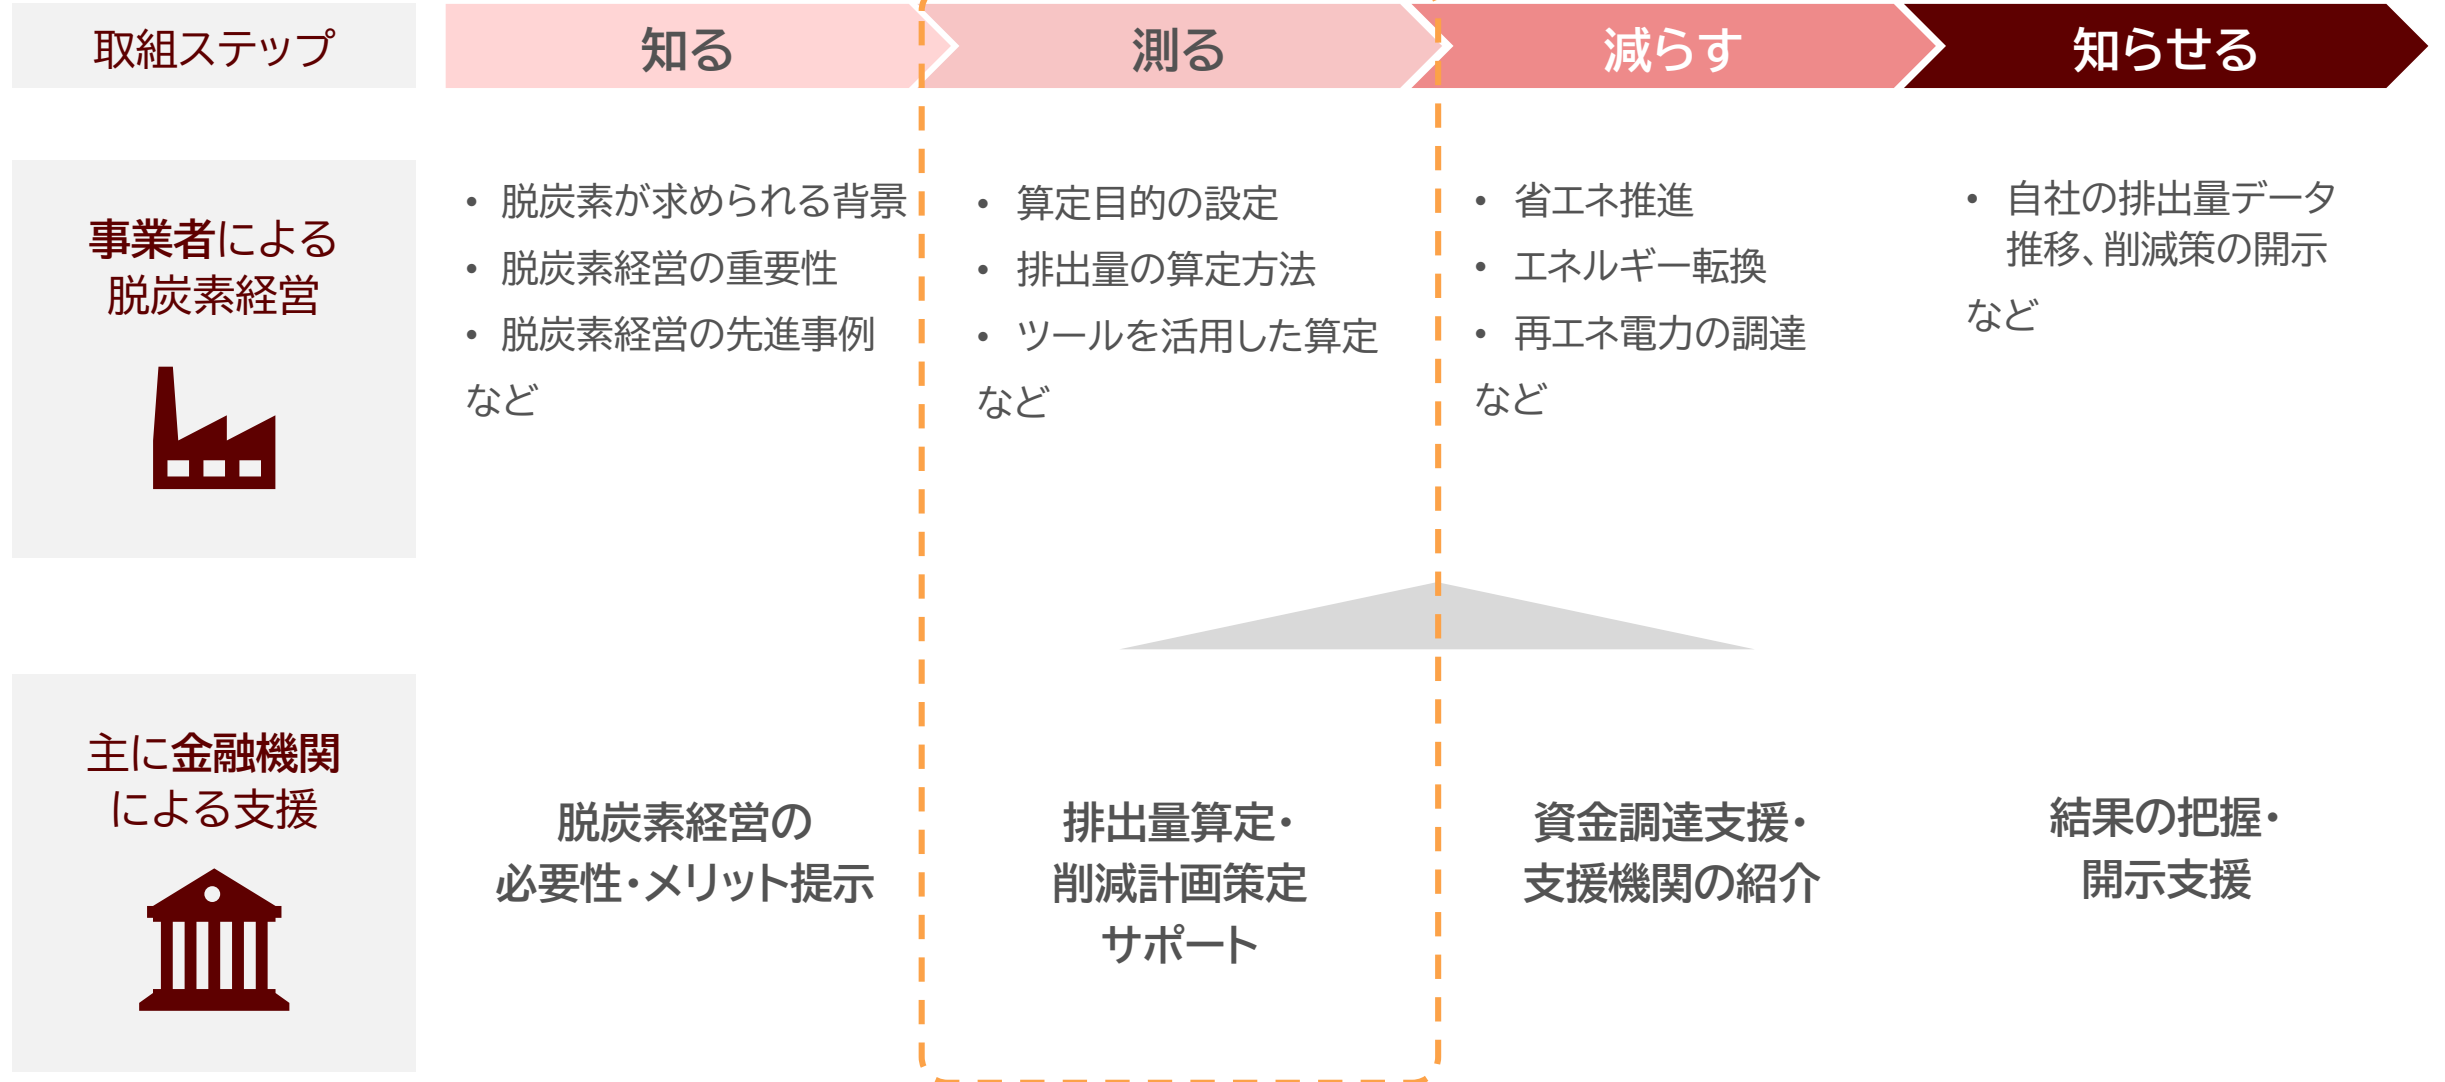 取組ステップ
知る
測る
減らす
知らせる
事業者による
脱炭素経営
• 脱炭素が求められる背景
• 脱炭素経営の重要性
• 脱炭素経営の先進事例
など
• 算定目的の設定
• 排出量の算定方法
• ツールを活用した算定
など
• 省エネ推進
• エネルギー転換
• 再エネ電力の調達
など
• 自社の排出量データ
推移、削減策の開示
など
主に金融機関
による支援
脱炭素経営の
必要性・メリット提示
排出量算定・
削減計画策定
サポート
資金調達支援・
支援機関の紹介
結果の把握・
開示支援